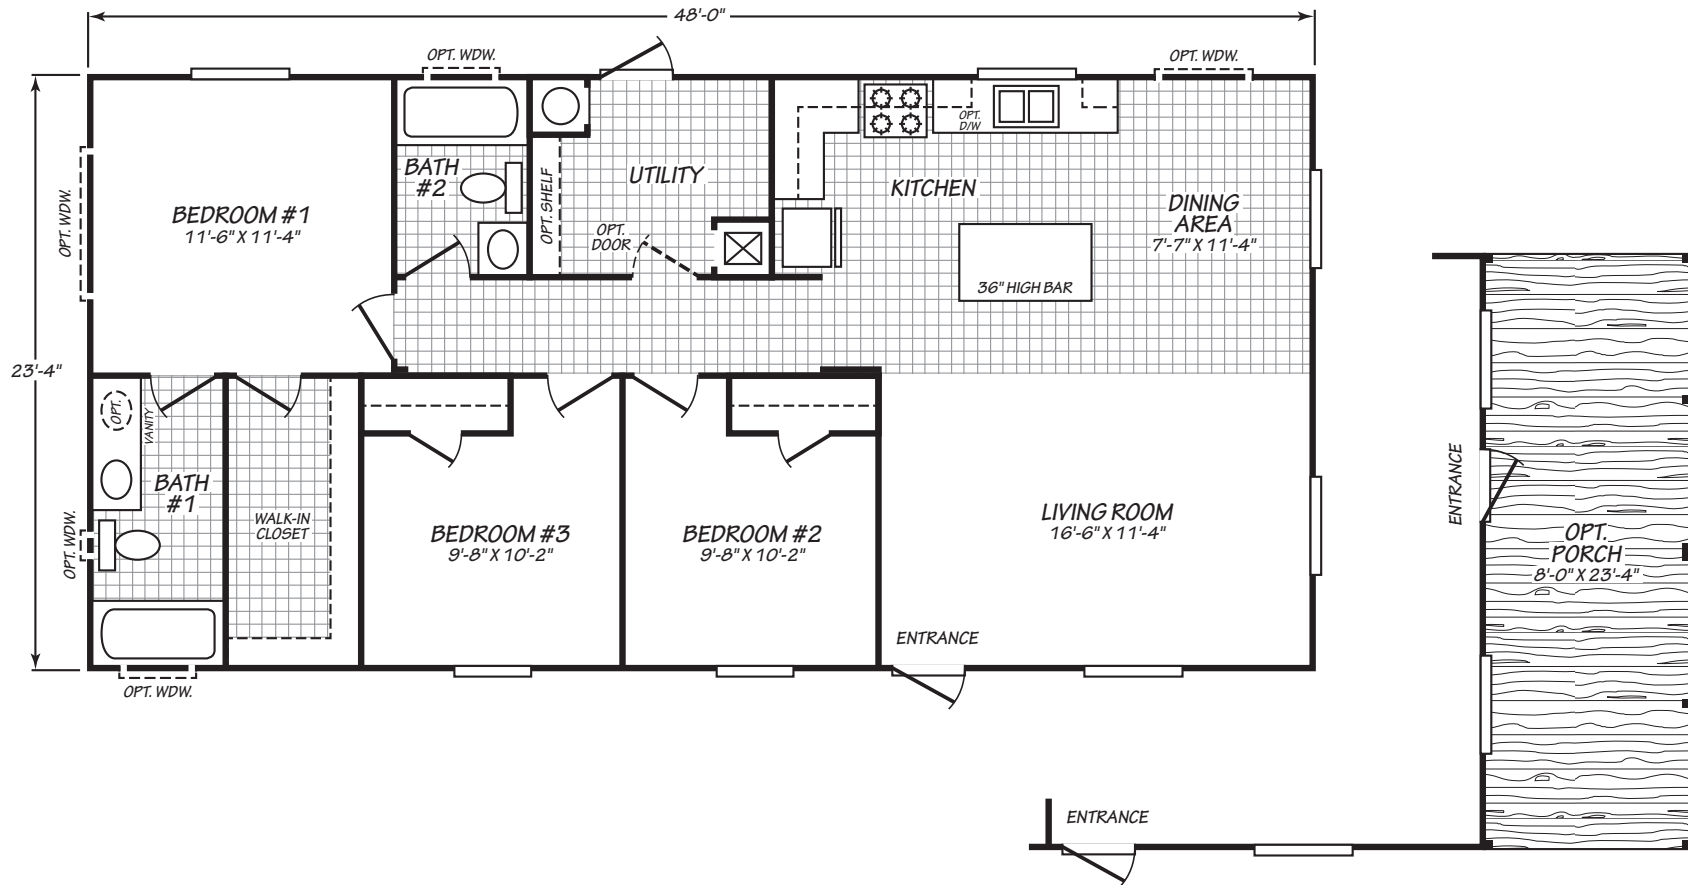 48'-0"
OPT. WDW.
OPT. WDW.
OPT. WDW.
BEDROOM #1
11'-6" X 11'-4"
BATH
#2
OPT. SHELF
UTILITY
OPT.
DOOR
OPT.
D/W
KITCHEN
36" HIGH BAR
DINING
AREA
7'-7" X 11'-4"
23'-4"
OPT.
VANITY
BATH
#1
OPT. WDW.
WALK-IN
CLOSET
BEDROOM #3
9'-8" X 10'-2"
BEDROOM #2
9'-8" X 10'-2"
LIVING ROOM
16'-6" X 11'-4"
ENTRANCE
OPT. WDW.
ENTRANCE
OPT.
PORCH
8'-0" X 23'-4"
ENTRANCE